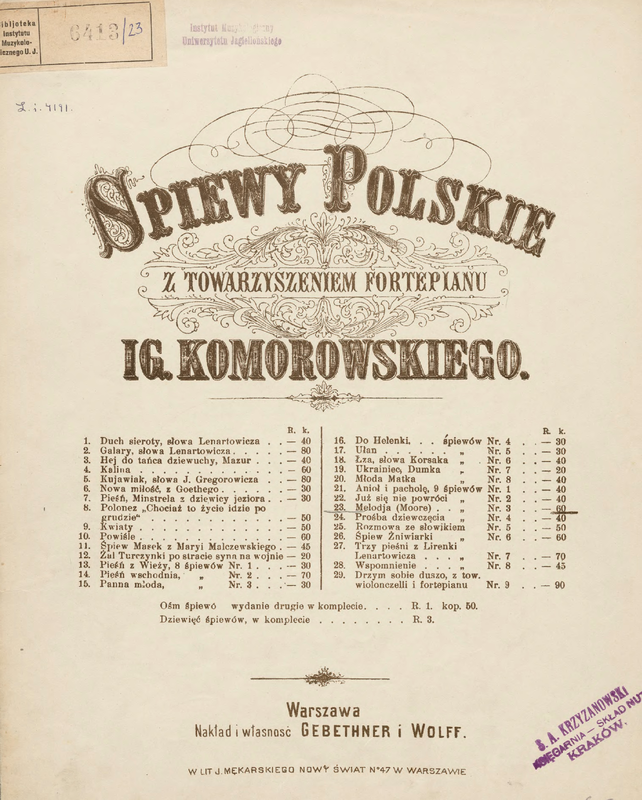 Bibljoteka
Instytutu
Muzykolo-
gicznego U. J.
6413/23
Instytut
Uniwersytetu Jagiellońskiego
Z. i. 4191.
ŚPIEWY POLSKIE
Z TOWARZYSZENIEM FORTEPIANU
IG. KOMOROWSKIEGO.
R. k.
1. Duch sieroty, słowa Lenartowicza . . — 40
2. Galary, słowa Lenartowicza . . . . — 80
3. Hej do tańca dziewuchy, Mazur . . — 40
4. Kalina . . . . . . . . . . — 60
5. Kujawiak, słowa J. Gregorowicza . . — 80
6. Nowa miłość, z Goethego . . . . — 30
7. Pieśń, Minstrela z dziewicy jeziora . . — 30
8. Polonez „Chociaż to życie idzie po
grudzie“ . . . . . . . . . — 50
9. Kwiaty . . . . . . . . . — 50
10. Powiśle . . . . . . . . . — 60
11. Śpiew Masek z Maryi Malczewskiego . — 45
12. Żal Turczynki po stracie syna na wojnie — 20
13. Pieśń z Wieży, 8 śpiewów Nr. 1 . . — 30
14. Pieśń wschodnia, „ Nr. 2 . . — 70
15. Panna młoda, „ Nr. 3 . . — 30
R. k.
16. Do Helenki, . . śpiewów Nr. 4 . . — 30
17. Ułan . . . . . „ Nr. 5 . . — 30
18. Łza, słowa Korsaka „ Nr. 6 . . — 40
19. Ukrainiec, Dumka „ Nr. 7 . . — 20
20. Młoda Matka „ Nr. 8 . . — 40
21. Anioł i pacholę, 9 śpiewów Nr. 1 . . — 40
22. Już się nie powróci „ Nr. 2 . . — 40
23. Melodja (Moore) . . „ Nr. 3 . . — 60
24. Prośba dziewczęcia „ Nr. 4 . . — 40
25. Rozmowa ze słowikiem Nr. 5 . . — 50
26. Śpiew Żniwiarki „ Nr. 6 . . — 60
27. Trzy pieśni z Lirenki
Lenartowicza . . . „ Nr. 7 . . — 70
28. Wspomnienie . . . „ Nr. 8 . . — 45
29. Drzym sobie duszo, z tow.
wiolonczelli i fortepianu Nr. 9 . . — 90
Ośm śpiewó wydanie drugie w komplecie . . . . R. 1. kop. 50.
Dziewięć śpiewów, w komplecie . . . . . . . . R. 3.
Warszawa
Nakład i własność GEBETHNER i WOLFF.
W LIT J. MĘKARSKIEGO NOWY ŚWIAT No 47 W WARSZAWIE
S. A. KRZYŻANOWSKI
KSIĘGARNIA — SKŁAD NUT
KRAKÓW.